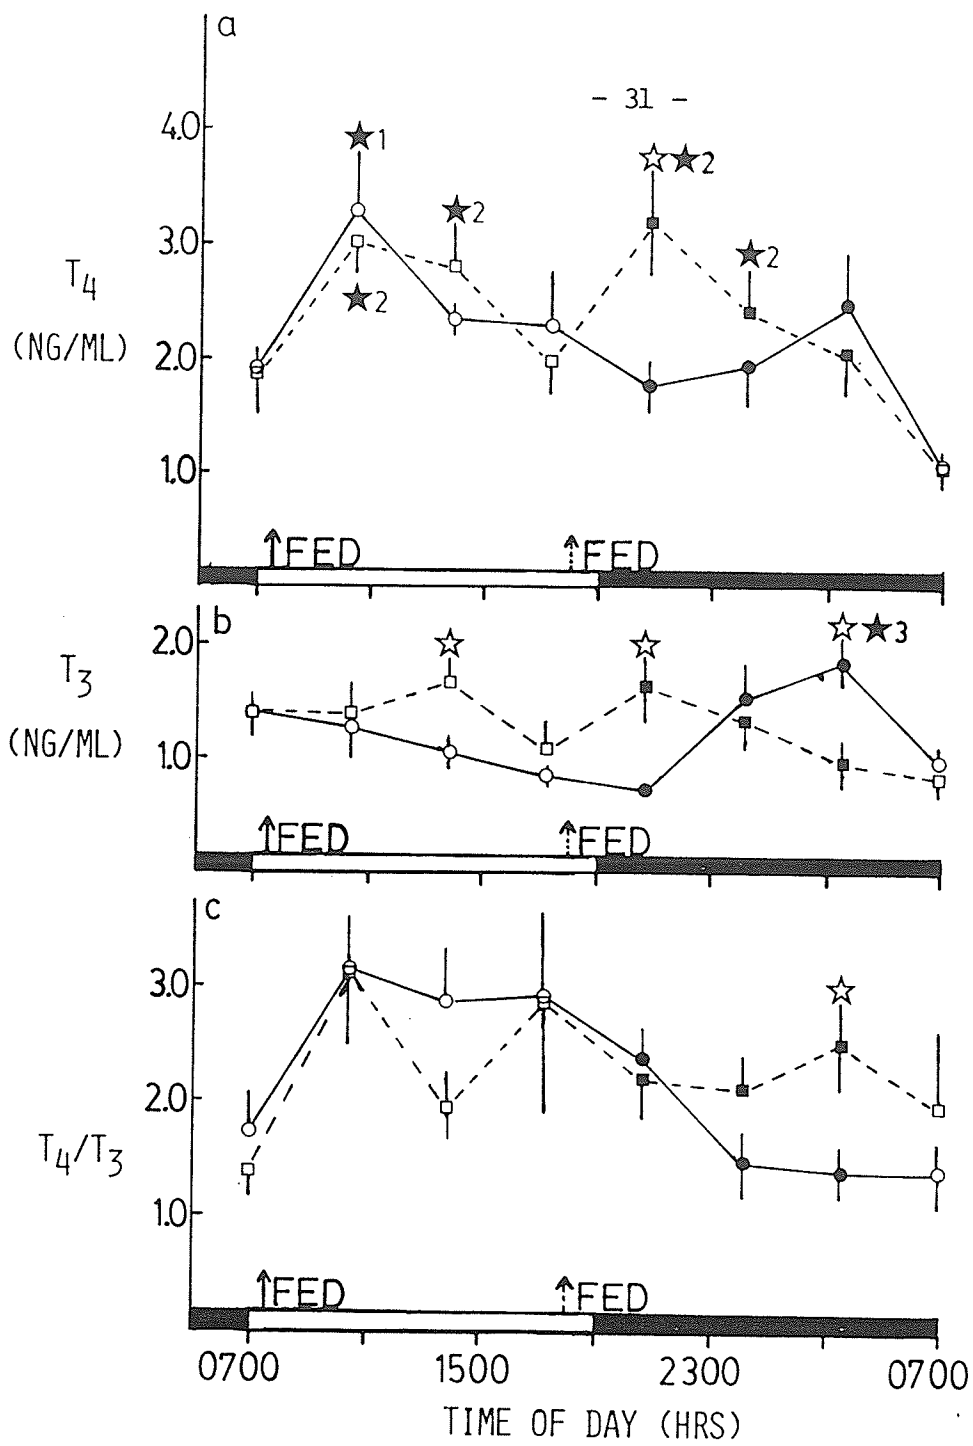 a
- 31 -
4.0
★1
☆★2
★2
3.0
★2
T4
★2
(NG/ML)
2.0
1.0
↑FED
↑FED
b
2.0
☆
☆
☆★3
T3
(NG/ML)
1.0
↑FED
↑FED
c
3.0
☆
2.0
T4/T3
1.0
↑FED
↑FED
0700
1500
2300
0700
TIME OF DAY (HRS)